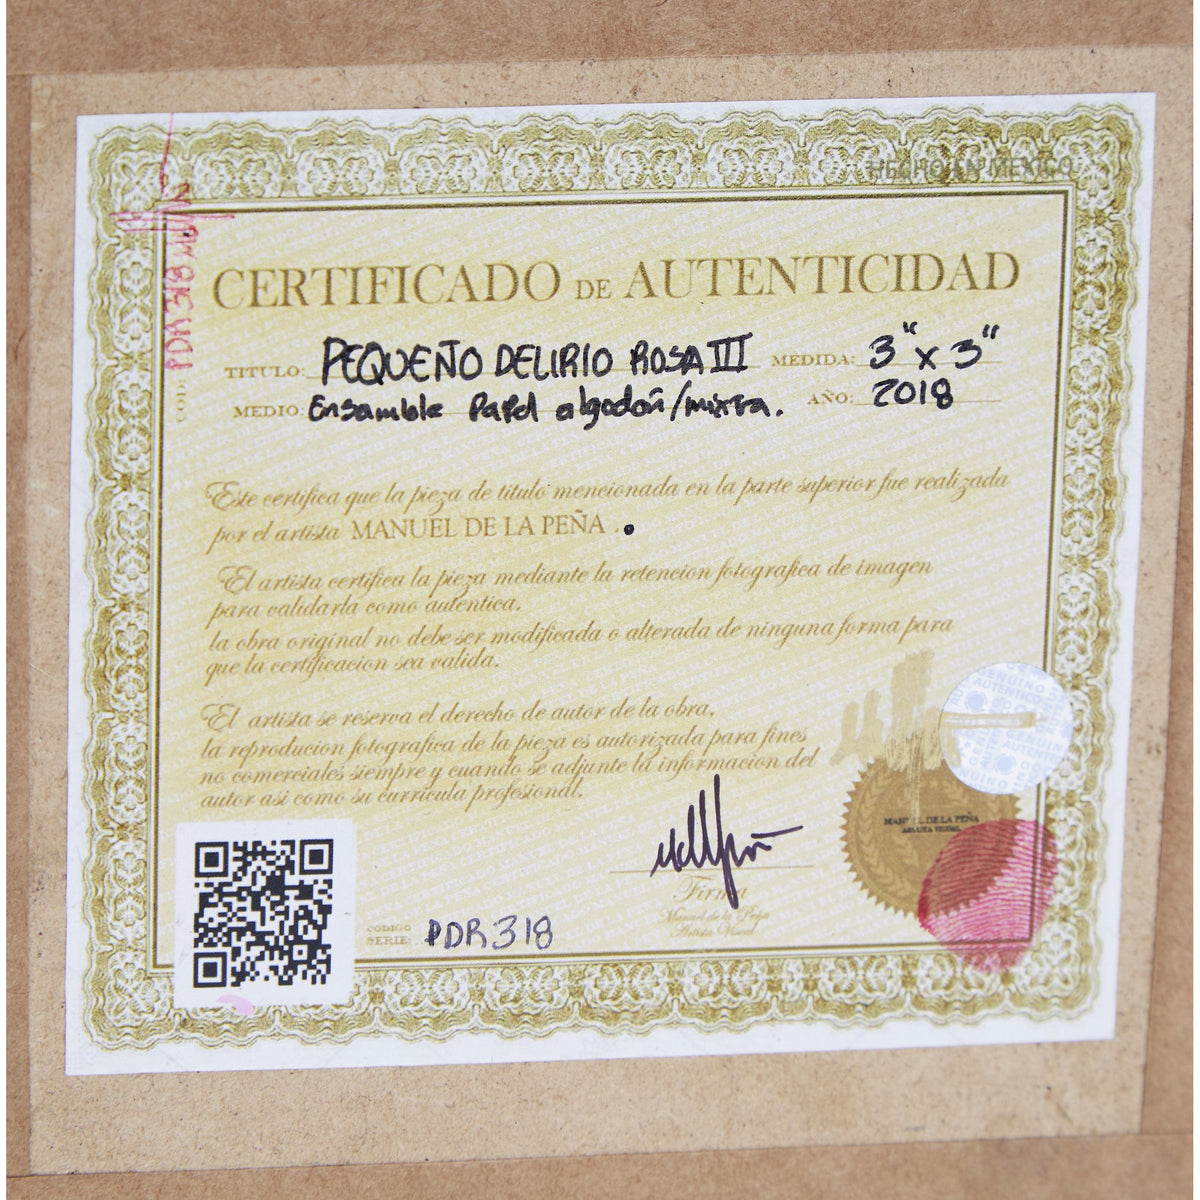 HECHO EN MEXICO
CERTIFICADO DE AUTENTICIDAD
TITULO: PEQUEÑO DELIRIO ROSA III MEDIDA: 3" x 3"
MEDIO: Ensamble Papel algodón/mixta. AÑO: 2018
PDR318
Este certifica que la pieza de titulo mencionada en la parte superior fue realizada
por el artista MANUEL DE LA PEÑA .
El artista certifica la pieza mediante la retencion fotografica de imagen
para validarla como autentica.
la obra original no debe ser modificada o alterada de ninguna forma para
que la certificacion sea valida.
El artista se reserva el derecho de autor de la obra.
la reproducion fotografica de la pieza es autorizada para fines
no comerciales siempre y cuando se adjunte la informacion del
autor asi como su curricula profesional.
GENUINO
AUTENTICO
MANUEL DE LA PEÑA
Firma
Manuel de la Peña
Artista Visual
CODIGO
SERIE: PDR318